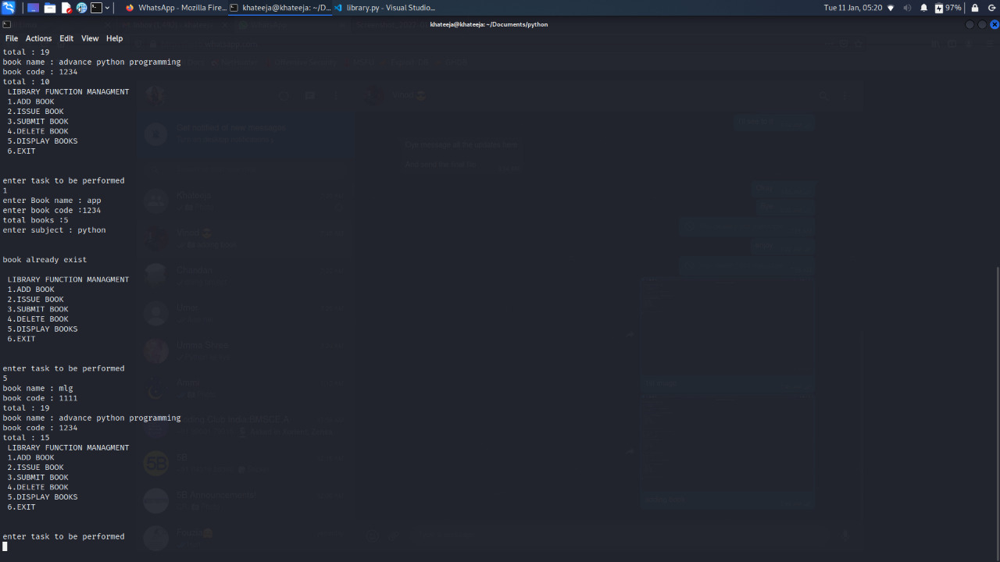 WhatsApp - Mozilla Fire...
khateeja@khateeja: ~/D...
library.py - Visual Studio...
Tue 11 Jan, 05:20
97%
khateeja@khateeja: ~/Documents/python
File Actions Edit View Help
total : 19
book name : advance python programming
book code : 1234
total : 10
LIBRARY FUNCTION MANAGMENT
1.ADD BOOK
2.ISSUE BOOK
3.SUBMIT BOOK
4.DELETE BOOK
5.DISPLAY BOOKS
6.EXIT
enter task to be performed
1
enter Book name : app
enter book code :1234
total books :5
enter subject : python
book already exist
LIBRARY FUNCTION MANAGMENT
1.ADD BOOK
2.ISSUE BOOK
3.SUBMIT BOOK
4.DELETE BOOK
5.DISPLAY BOOKS
6.EXIT
enter task to be performed
5
book name : mlg
book code : 1111
total : 19
book name : advance python programming
book code : 1234
total : 15
LIBRARY FUNCTION MANAGMENT
1.ADD BOOK
2.ISSUE BOOK
3.SUBMIT BOOK
4.DELETE BOOK
5.DISPLAY BOOKS
6.EXIT
enter task to be performed